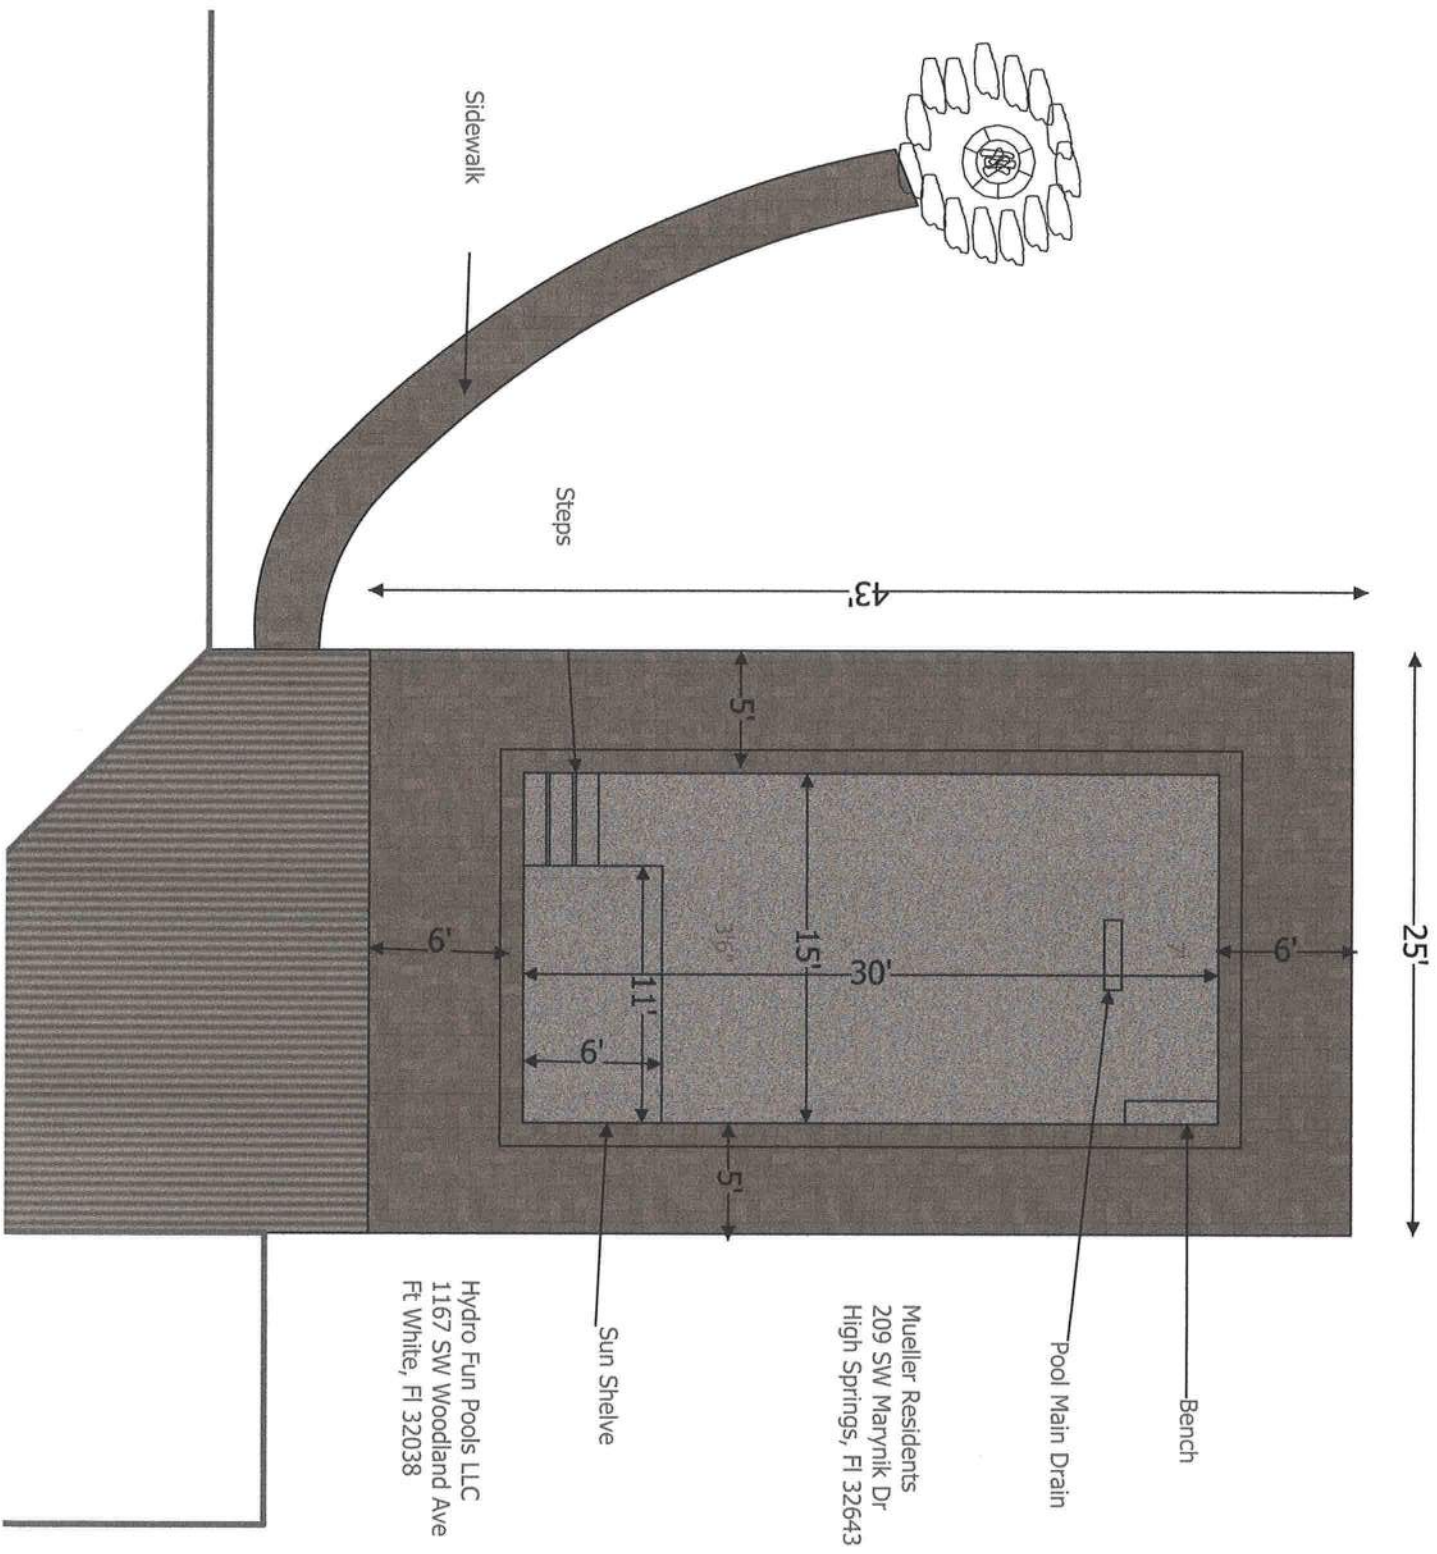 Sidewalk
Steps
43'
25'
5'
6'
6'
15'
30'
3'6"
7'
11'
6'
5'
Bench
Pool Main Drain
Sun Shelve
Mueller Residents
209 SW Marynik Dr
High Springs, Fl 32643
Hydro Fun Pools LLC
1167 SW Woodland Ave
Ft White, Fl 32038